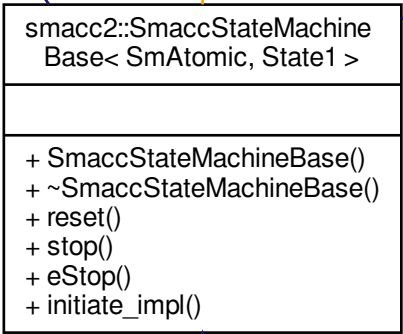 smacc2::SmaccStateMachine
Base< SmAtomic, State1 >
+ SmaccStateMachineBase()
+ ~SmaccStateMachineBase()
+ reset()
+ stop()
+ eStop()
+ initiate_impl()